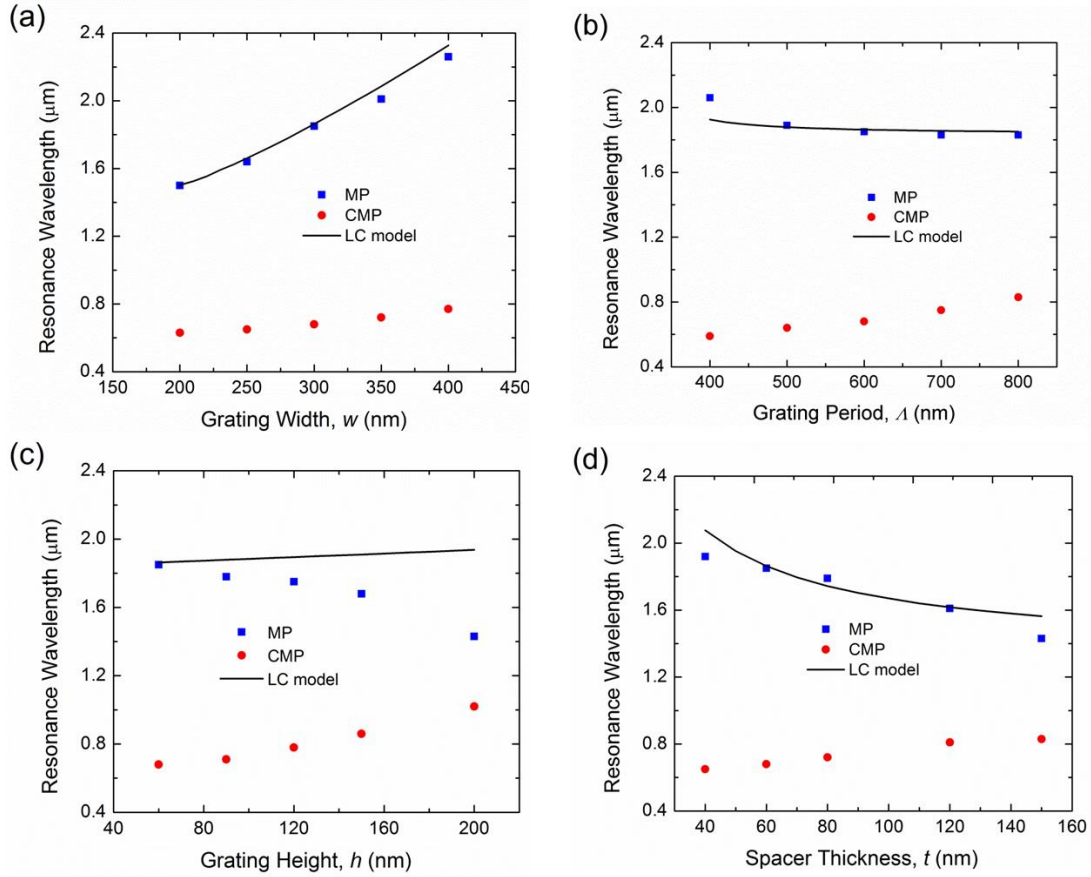 (a)
2.4
2.0
1.6
1.2
0.8
0.4
Resonance Wavelength (μm)
MP
CMP
LC model
150 200 250 300 350 400 450
Grating Width, w (nm)
(b)
2.4
2.0
1.6
1.2
0.8
0.4
Resonance Wavelength (μm)
MP
CMP
LC model
400 500 600 700 800
Grating Period, Λ (nm)
(c)
2.4
2.0
1.6
1.2
0.8
0.4
Resonance Wavelength (μm)
MP
CMP
LC model
40 80 120 160 200
Grating Height, h (nm)
(d)
2.4
2.0
1.6
1.2
0.8
0.4
Resonance Wavelength (μm)
MP
CMP
LC model
40 60 80 100 120 140 160
Spacer Thickness, t (nm)